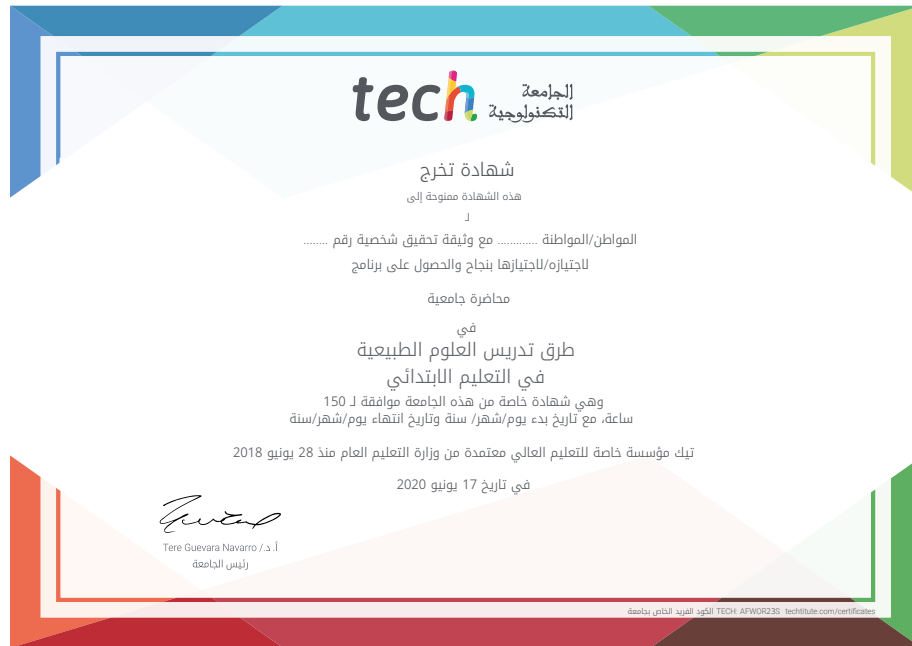 tech الجامعة
التكنولوجية
شهادة تخرج
هذه الشهادة ممنوحة إلى
لـ
المواطن/المواطنة ............ مع وثيقة تحقيق شخصية رقم ........
لاجتيازه/لاجتيازها بنجاح والحصول على برنامج
محاضرة جامعية
في
طرق تدريس العلوم الطبيعية
في التعليم الابتدائي
وهي شهادة خاصة من هذه الجامعة موافقة لـ 150
ساعة، مع تاريخ بدء يوم/شهر/ سنة وتاريخ انتهاء يوم/شهر/سنة
تيك مؤسسة خاصة للتعليم العالي معتمدة من وزارة التعليم العام منذ 28 يونيو 2018
في تاريخ 17 يونيو 2020
أ.د./ Tere Guevara Navarro
رئيس الجامعة
الكود الفريد الخاص بجامعة TECH: AFWOR23S techtitute.com/certificates